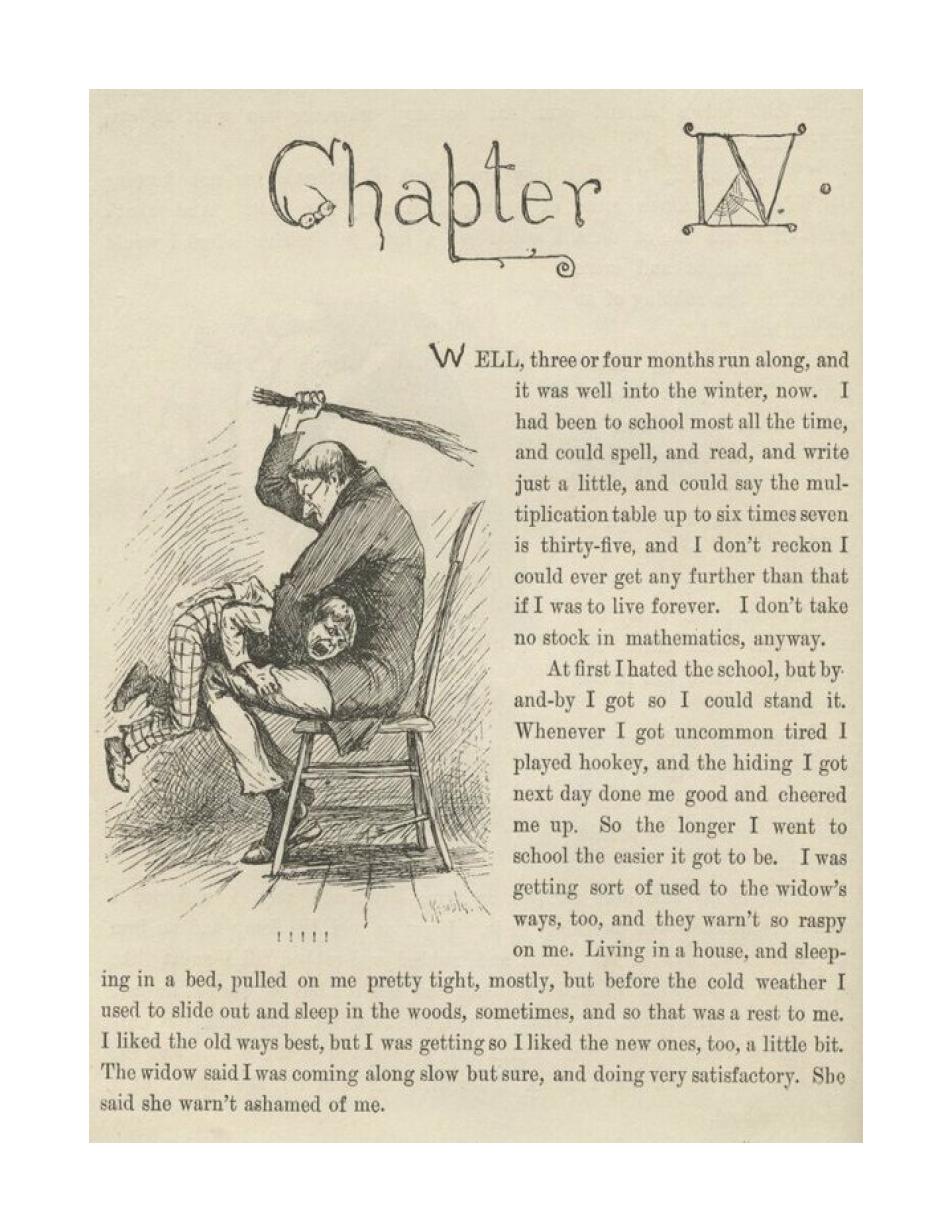 Chapter IV.
WELL, three or four months run along, and
it was well into the winter, now. I
had been to school most all the time,
and could spell, and read, and write
just a little, and could say the mul-
tiplication table up to six times seven
is thirty-five, and I don't reckon I
could ever get any further than that
if I was to live forever. I don't take
no stock in mathematics, anyway.
At first I hated the school, but by-
and-by I got so I could stand it.
Whenever I got uncommon tired I
played hookey, and the hiding I got
next day done me good and cheered
me up. So the longer I went to
school the easier it got to be. I was
getting sort of used to the widow's
ways, too, and they warn't so raspy
on me. Living in a house, and sleep-
! ! ! ! !
ing in a bed, pulled on me pretty tight, mostly, but before the cold weather I
used to slide out and sleep in the woods, sometimes, and so that was a rest to me.
I liked the old ways best, but I was getting so I liked the new ones, too, a little bit.
The widow said I was coming along slow but sure, and doing very satisfactory. She
said she warn't ashamed of me.